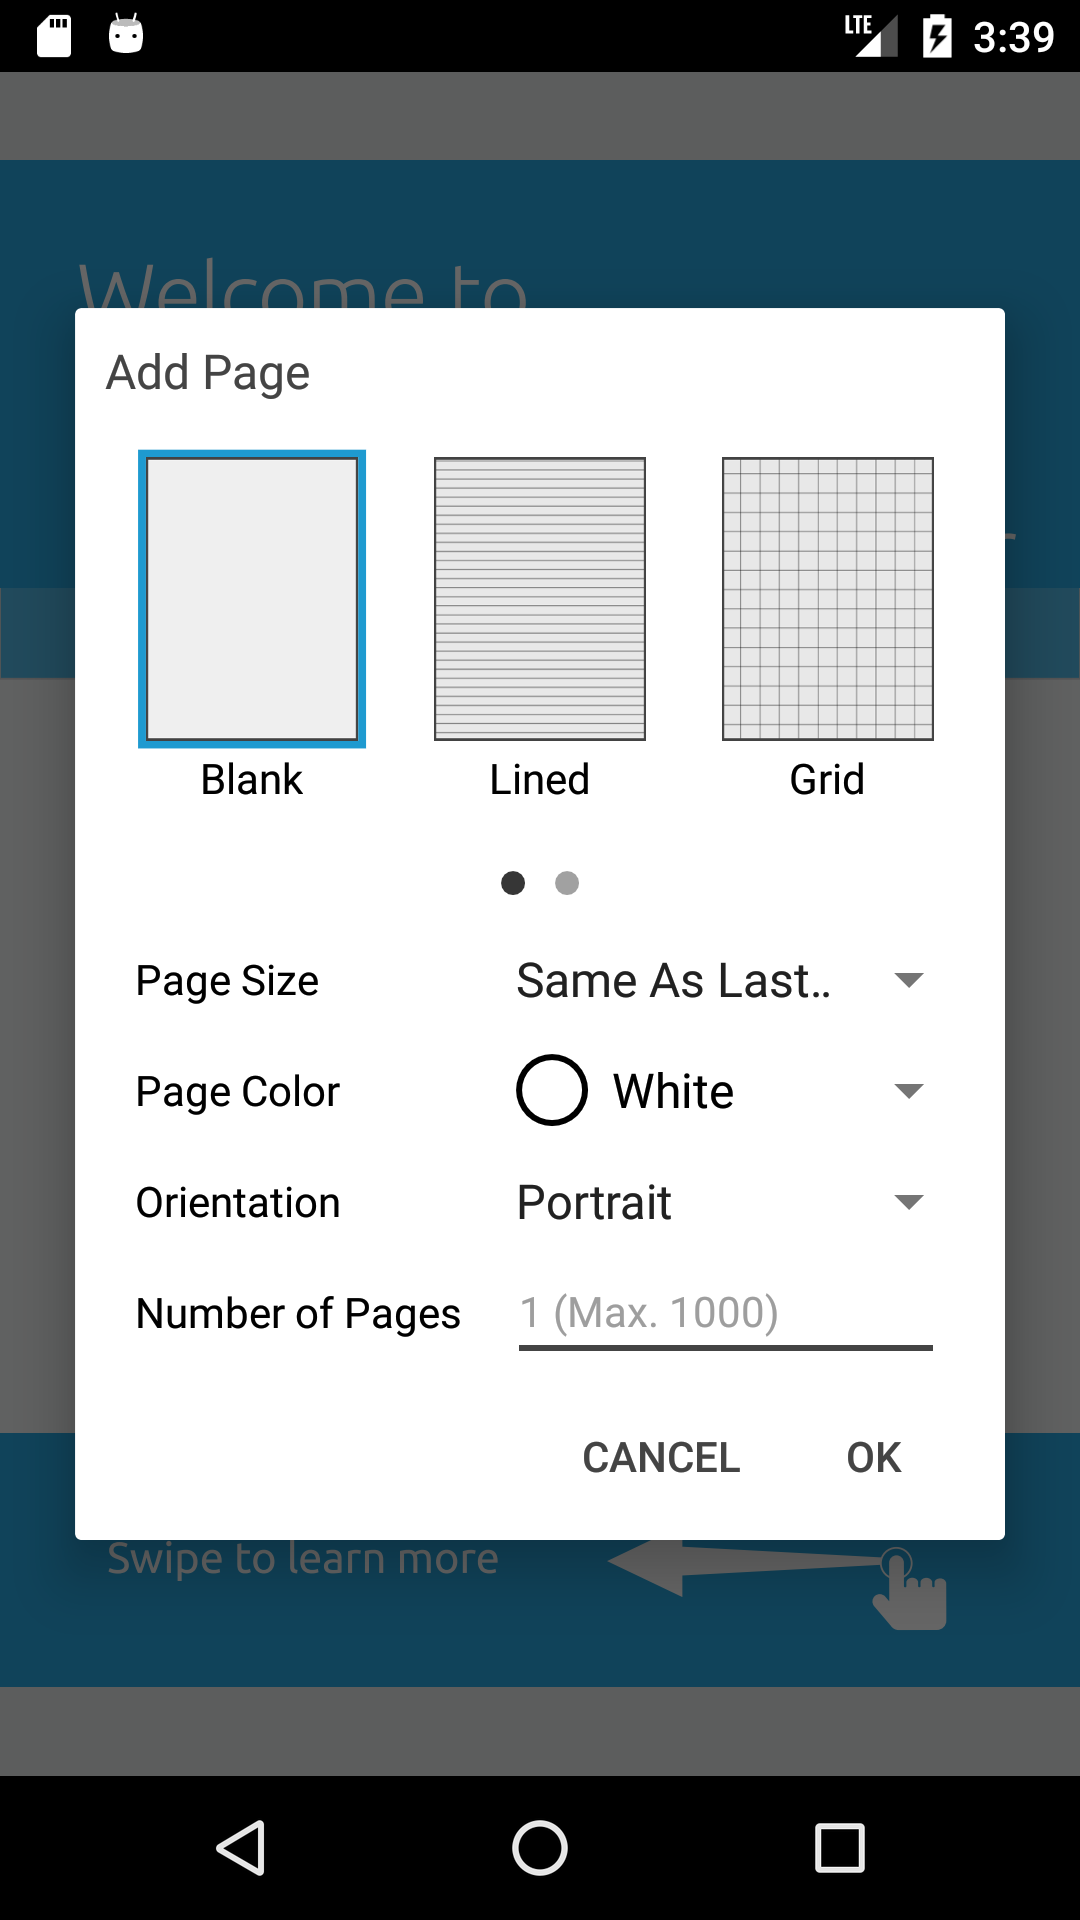 LTE 3:39
Welcome to
Add Page
Blank Lined Grid
Page Size Same As Last..
Page Color White
Orientation Portrait
Number of Pages 1 (Max. 1000)
CANCEL OK
Swipe to learn more